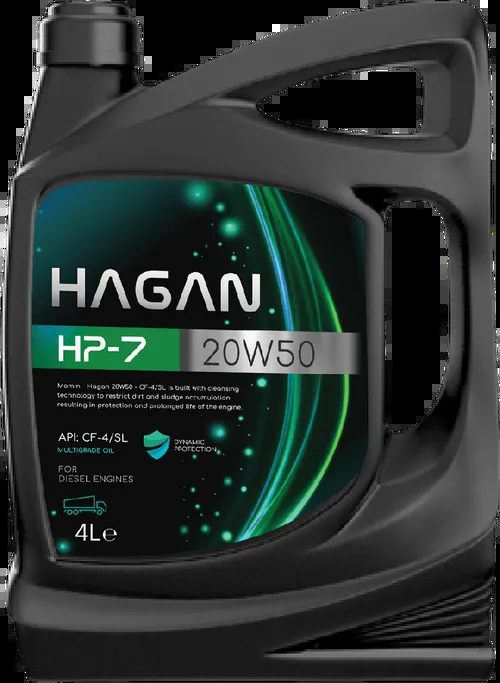 HAGAN
HP-7
20W50
Momin - Hagan 20W50 - CF-4/SL is built with cleansing
technology to restrict dirt and sludge accumulation
resulting in protection and prolonged life of the engine.
API: CF-4/SL
MULTIGRADE OIL
DYNAMIC
PROTECTION
FOR
DIESEL ENGINES
4L℮